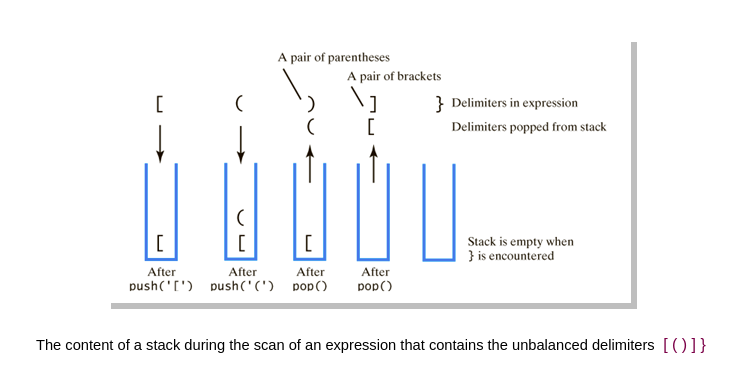 A pair of parentheses
A pair of brackets
[ ( ) ] } Delimiters in expression
( [ Delimiters popped from stack
(
[ [ [ Stack is empty when
} is encountered
After After After After
push('[') push('(') pop() pop()
The content of a stack during the scan of an expression that contains the unbalanced delimiters [()]}